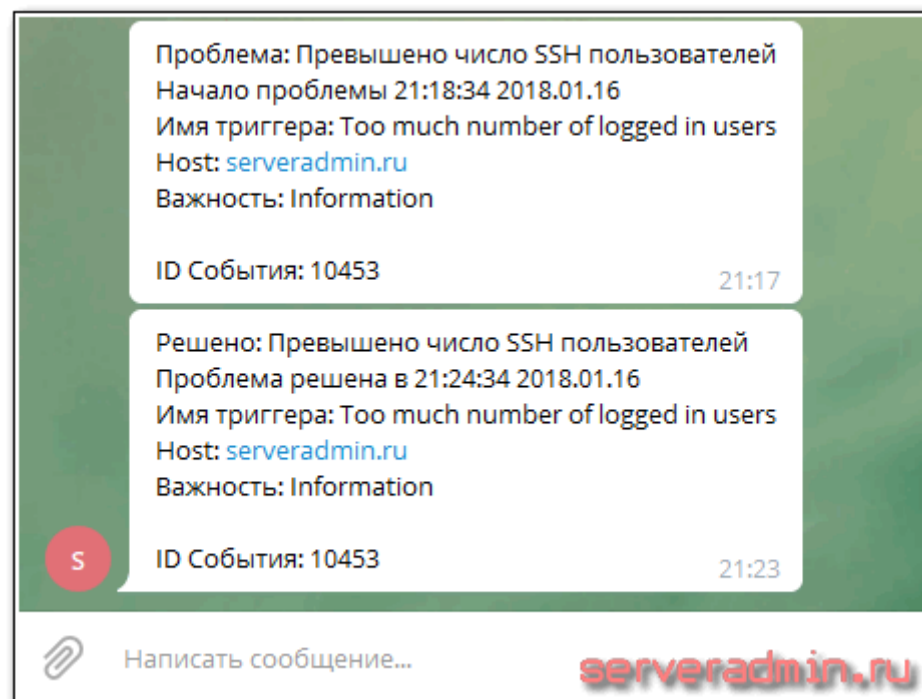 Проблема: Превышено число SSH пользователей
Начало проблемы 21:18:34 2018.01.16
Имя триггера: Too much number of logged in users
Host: serveradmin.ru
Важность: Information
ID События: 10453
21:17
Решено: Превышено число SSH пользователей
Проблема решена в 21:24:34 2018.01.16
Имя триггера: Too much number of logged in users
Host: serveradmin.ru
Важность: Information
ID События: 10453
21:23
S
Написать сообщение...
serveradmin.ru